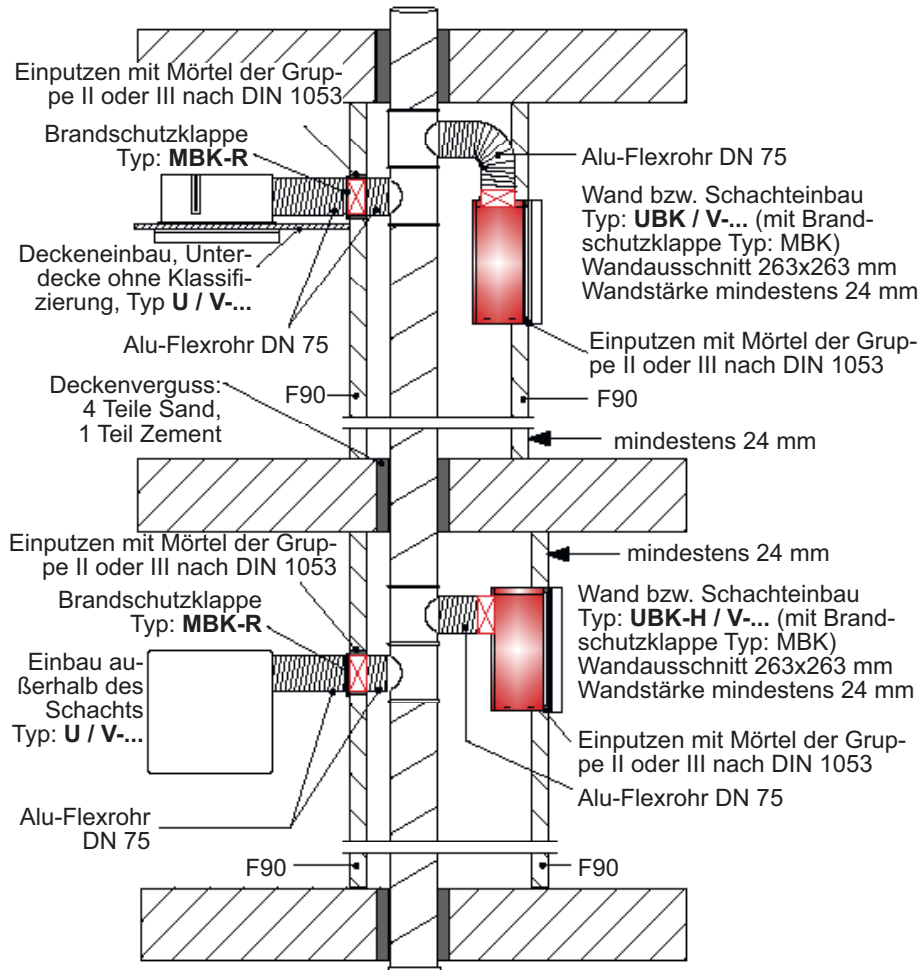 Einputzen mit Mörtel der Grup-
pe II oder III nach DIN 1053
Brandschutzklappe
Typ: MBK-R
Deckeneinbau, Unter-
decke ohne Klassifi-
zierung, Typ U / V-...
Alu-Flexrohr DN 75
Deckenverguss:
4 Teile Sand,
1 Teil Zement
F90
Alu-Flexrohr DN 75
Wand bzw. Schachteinbau
Typ: UBK / V-... (mit Brand-
schutzklappe Typ: MBK)
Wandausschnitt 263x263 mm
Wandstärke mindestens 24 mm
Einputzen mit Mörtel der Grup-
pe II oder III nach DIN 1053
F90
mindestens 24 mm
Einputzen mit Mörtel der Grup-
pe II oder III nach DIN 1053
Brandschutzklappe
Typ: MBK-R
Einbau au-
ßerhalb des
Schachts
Typ: U / V-...
Alu-Flexrohr
DN 75
F90
mindestens 24 mm
Wand bzw. Schachteinbau
Typ: UBK-H / V-... (mit Brand-
schutzklappe Typ: MBK)
Wandausschnitt 263x263 mm
Wandstärke mindestens 24 mm
Einputzen mit Mörtel der Grup-
pe II oder III nach DIN 1053
Alu-Flexrohr DN 75
F90